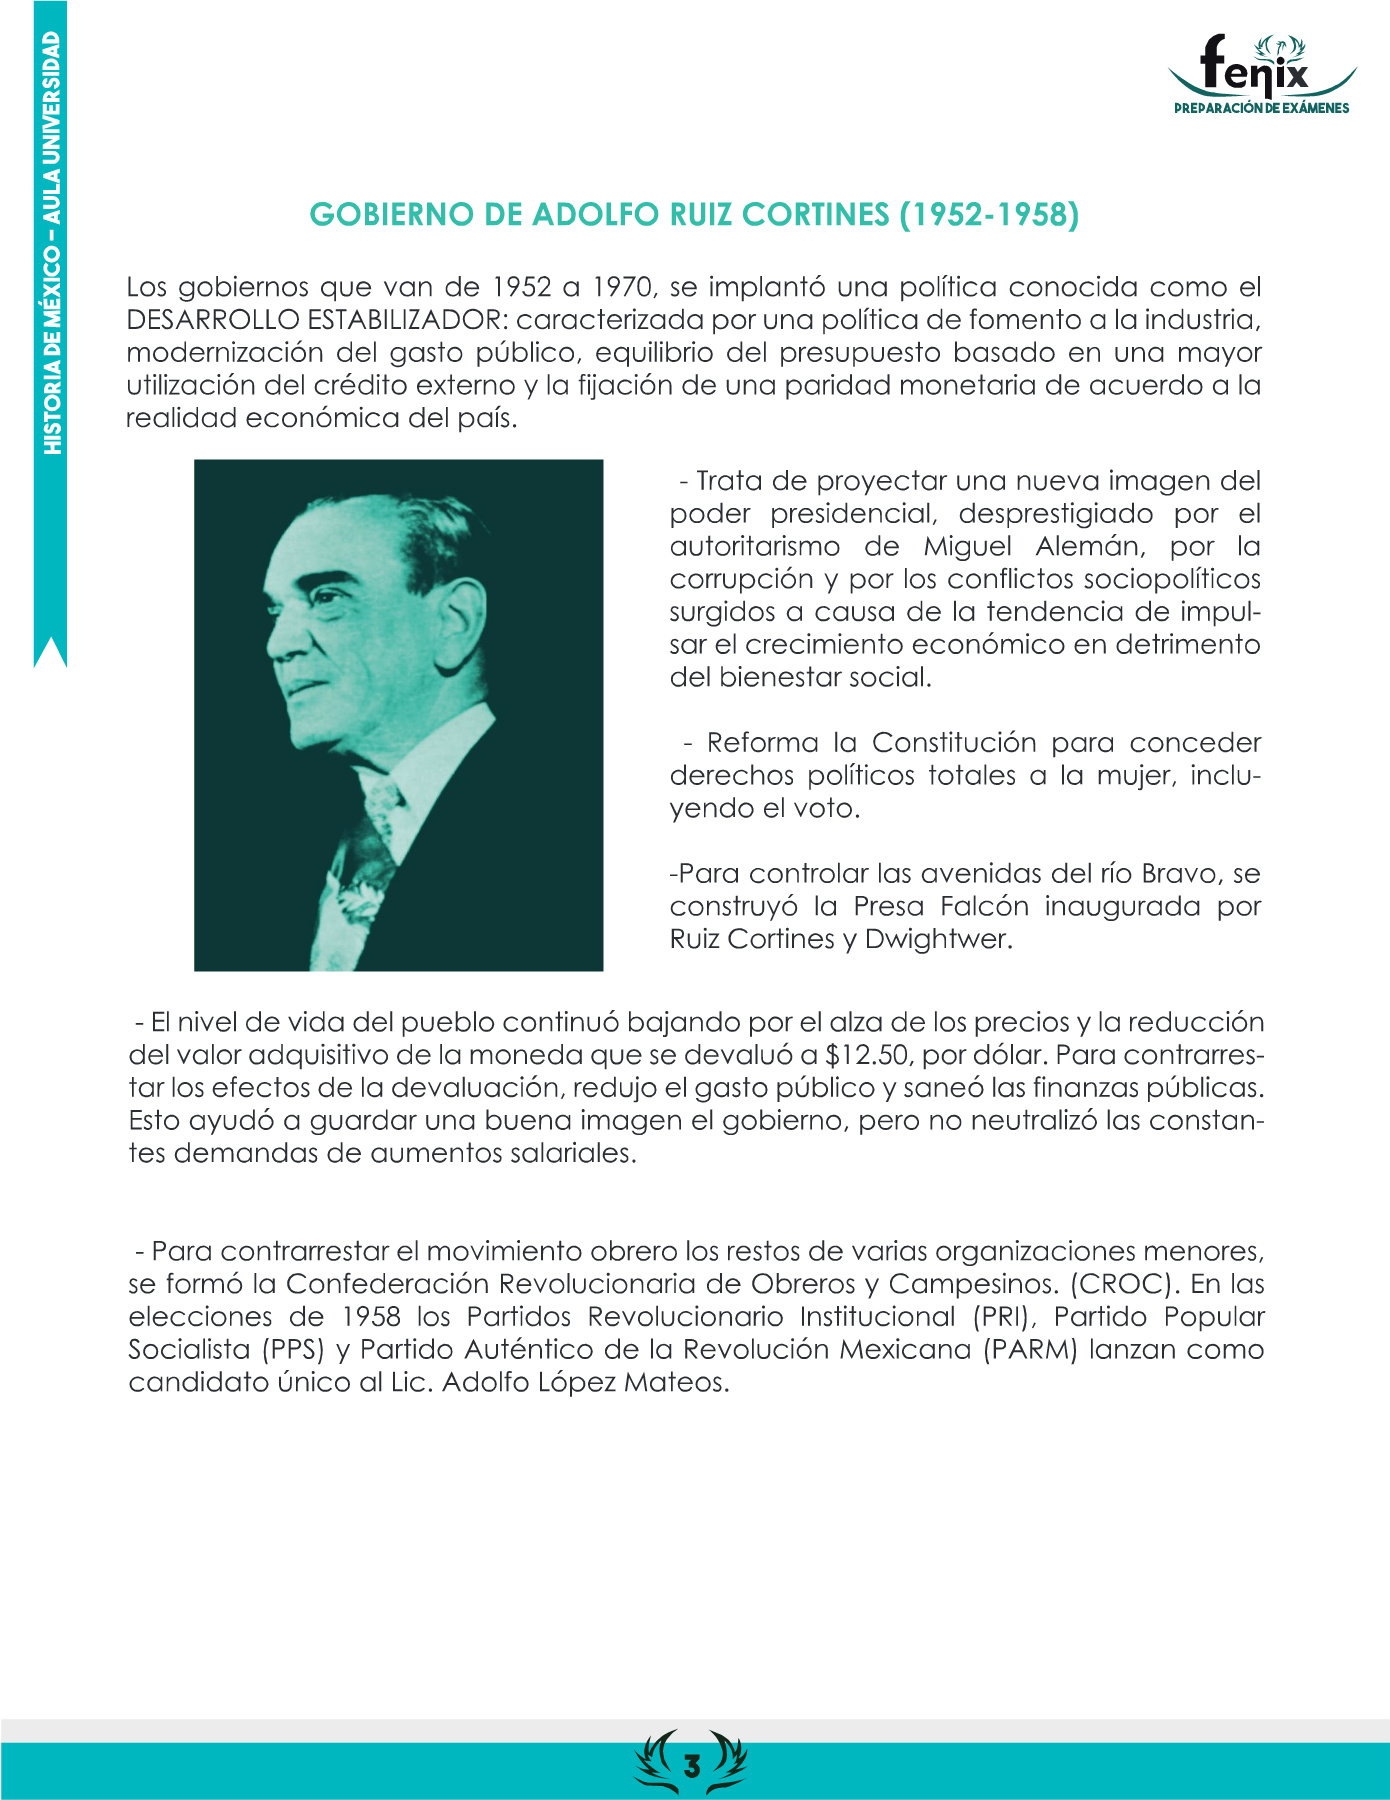 HISTORIA DE MÉXICO – AULA UNIVERSIDAD
fenix
PREPARACIÓN DE EXÁMENES
GOBIERNO DE ADOLFO RUIZ CORTINES (1952-1958)
Los gobiernos que van de 1952 a 1970, se implantó una política conocida como el
DESARROLLO ESTABILIZADOR: caracterizada por una política de fomento a la industria,
modernización del gasto público, equilibrio del presupuesto basado en una mayor
utilización del crédito externo y la fijación de una paridad monetaria de acuerdo a la
realidad económica del país.
- Trata de proyectar una nueva imagen del
poder presidencial, desprestigiado por el
autoritarismo de Miguel Alemán, por la
corrupción y por los conflictos sociopolíticos
surgidos a causa de la tendencia de impul-
sar el crecimiento económico en detrimento
del bienestar social.
- Reforma la Constitución para conceder
derechos políticos totales a la mujer, inclu-
yendo el voto.
-Para controlar las avenidas del río Bravo, se
construyó la Presa Falcón inaugurada por
Ruiz Cortines y Dwightwer.
- El nivel de vida del pueblo continuó bajando por el alza de los precios y la reducción
del valor adquisitivo de la moneda que se devaluó a $12.50, por dólar. Para contrarres-
tar los efectos de la devaluación, redujo el gasto público y saneó las finanzas públicas.
Esto ayudó a guardar una buena imagen el gobierno, pero no neutralizó las constan-
tes demandas de aumentos salariales.
- Para contrarrestar el movimiento obrero los restos de varias organizaciones menores,
se formó la Confederación Revolucionaria de Obreros y Campesinos. (CROC). En las
elecciones de 1958 los Partidos Revolucionario Institucional (PRI), Partido Popular
Socialista (PPS) y Partido Auténtico de la Revolución Mexicana (PARM) lanzan como
candidato único al Lic. Adolfo López Mateos.
3